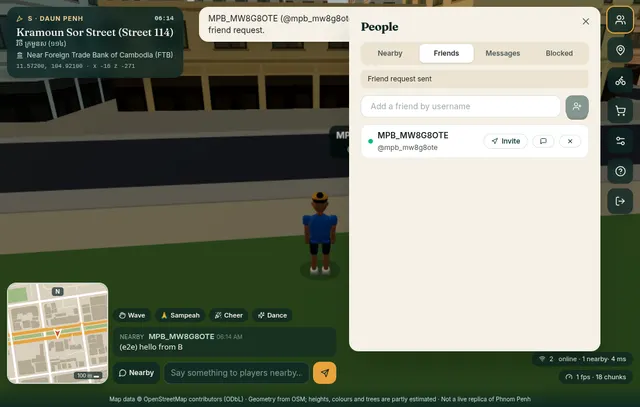 S · DAUN PENH 06:14
Kramoun Sor Street (Street 114)
Near Foreign Trade Bank of Cambodia (FTB)
11.57200, 104.92100 · X -16 Z -271
MPB_MW8G8OTE (@mpb_mw8g8ot
friend request.
People
Nearby Friends Messages Blocked
Friend request sent
Add a friend by username
MPB_MW8G8OTE
@mpb_mw8g8ote
Invite
N
100 m
Wave Sampeah Cheer Dance
NEARBY MPB_MW8G8OTE 06:14 AM
(e2e) hello from B
Nearby Say something to players nearby...
2 online · 1 nearby · 4 ms
1 fps · 18 chunks
Map data © OpenStreetMap contributors (ODbL) · Geometry from OSM; heights, colours and trees are partly estimated · Not a live replica of Phnom Penh